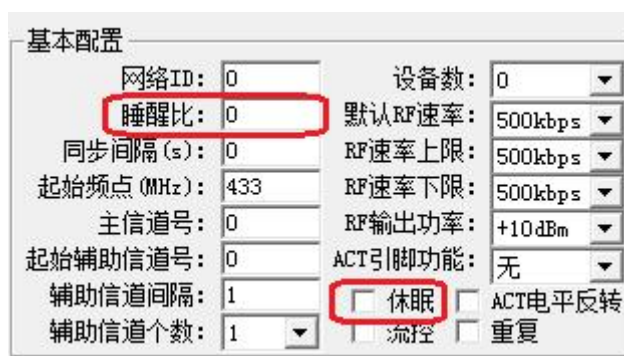 基本配置
网络ID: 0 设备数: 0
睡醒比: 0 默认RF速率: 500kbps
同步间隔(s): 0 RF速率上限: 500kbps
起始频点(MHz): 433 RF速率下限: 500kbps
主信道号: 0 RF输出功率: +10dBm
起始辅助信道号: 0 ACT引脚功能: 无
辅助信道间隔: 1 休眠 ACT电平反转
辅助信道个数: 1 流控 重复